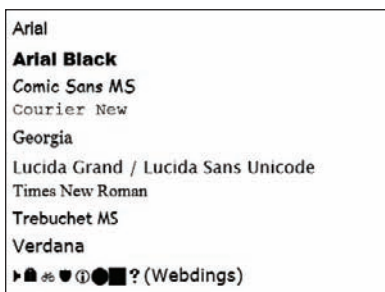 Arial
Arial Black
Comic Sans MS
Courier New
Georgia
Lucida Grand / Lucida Sans Unicode
Times New Roman
Trebuchet MS
Verdana
? (Webdings)